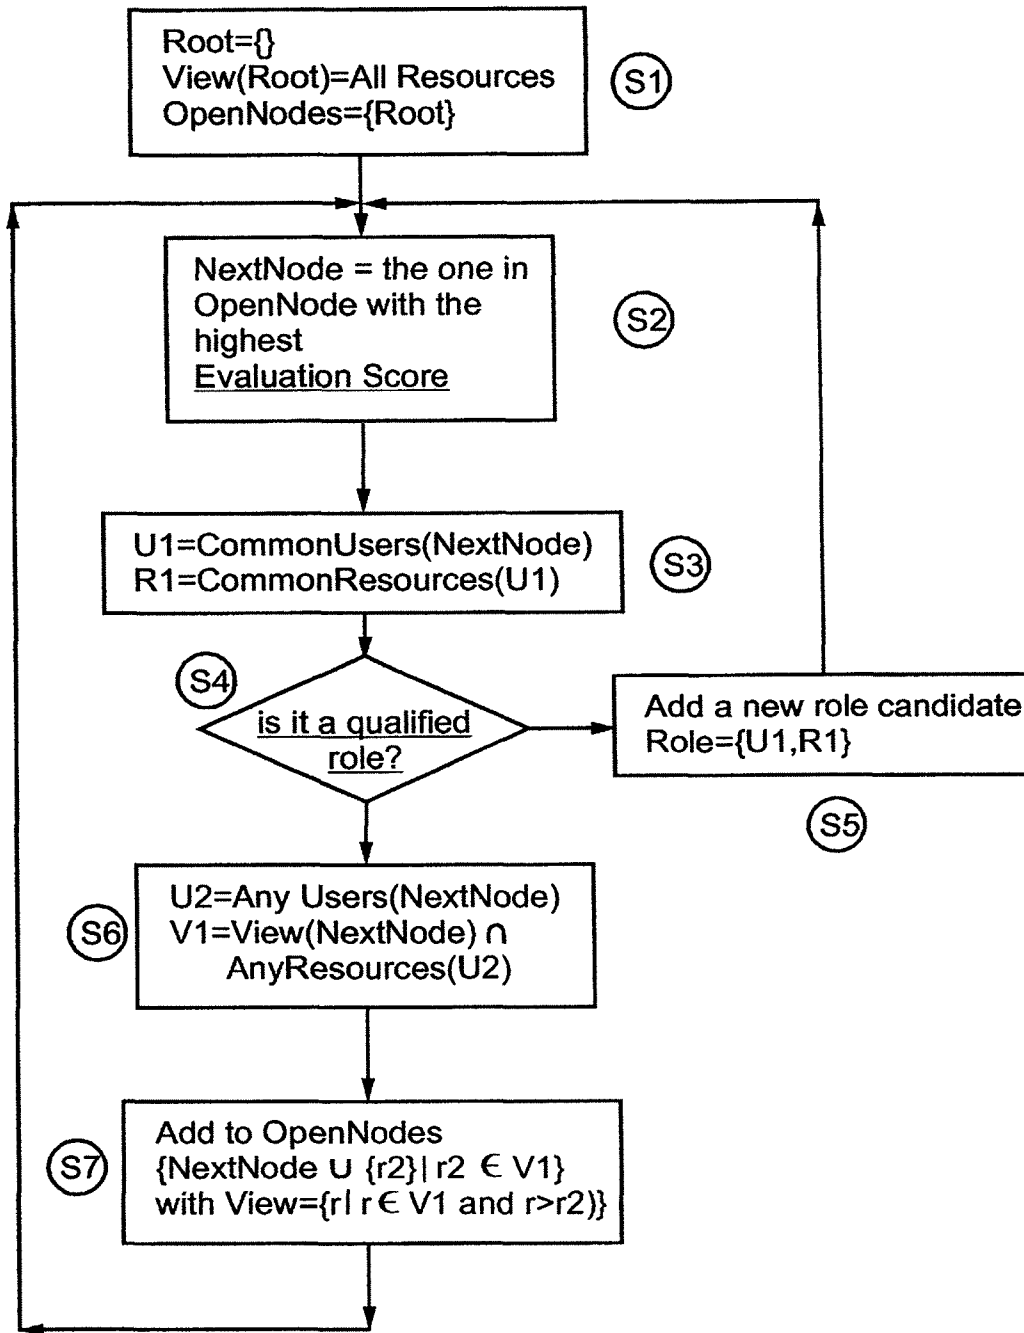 Root={}
View(Root)=All Resources
OpenNodes={Root}
S1
NextNode = the one in
OpenNode with the
highest
Evaluation Score
S2
U1=CommonUsers(NextNode)
R1=CommonResources(U1)
S3
S4
is it a qualified
role?
Add a new role candidate
Role={U1,R1}
S5
U2=Any Users(NextNode)
V1=View(NextNode) ∩
AnyResources(U2)
S6
Add to OpenNodes
{NextNode ∪ {r2}| r2 ∈ V1}
with View={r| r ∈ V1 and r>r2)}
S7